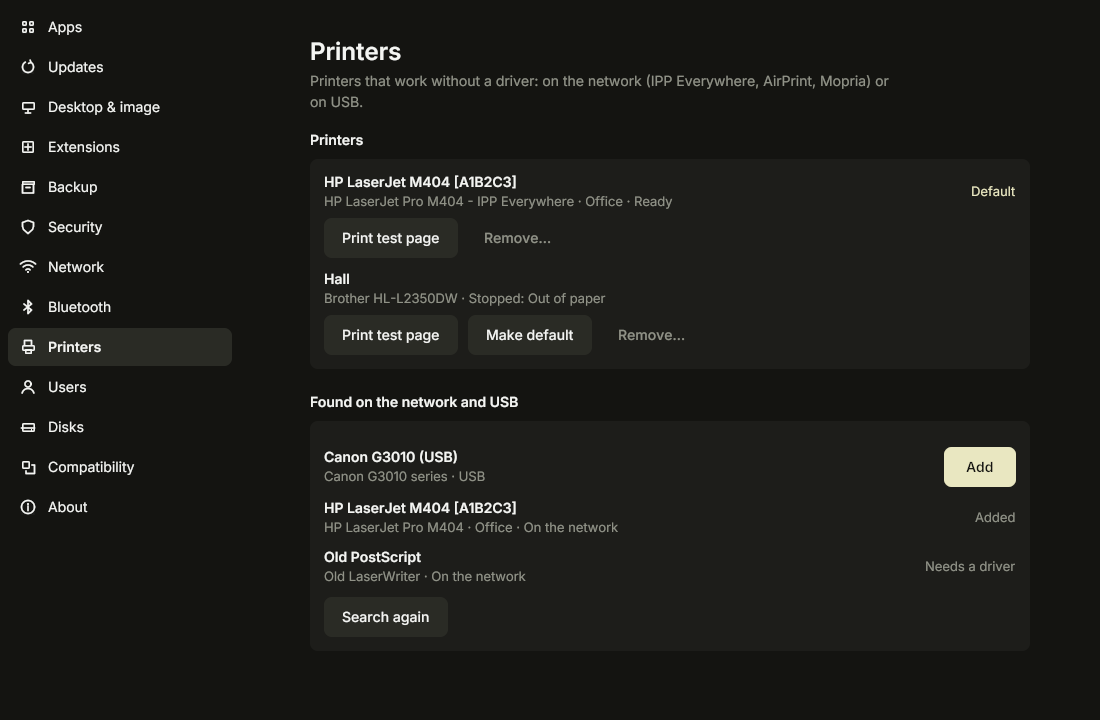 Apps
Updates
Desktop & image
Extensions
Backup
Security
Network
Bluetooth
Printers
Users
Disks
Compatibility
About
Printers
Printers that work without a driver: on the network (IPP Everywhere, AirPrint, Mopria) or
on USB.
Printers
HP LaserJet M404 [A1B2C3]
HP LaserJet Pro M404 - IPP Everywhere · Office · Ready
Default
Print test page
Remove...
Hall
Brother HL-L2350DW · Stopped: Out of paper
Print test page
Make default
Remove...
Found on the network and USB
Canon G3010 (USB)
Canon G3010 series · USB
Add
HP LaserJet M404 [A1B2C3]
HP LaserJet Pro M404 · Office · On the network
Added
Old PostScript
Old LaserWriter · On the network
Needs a driver
Search again